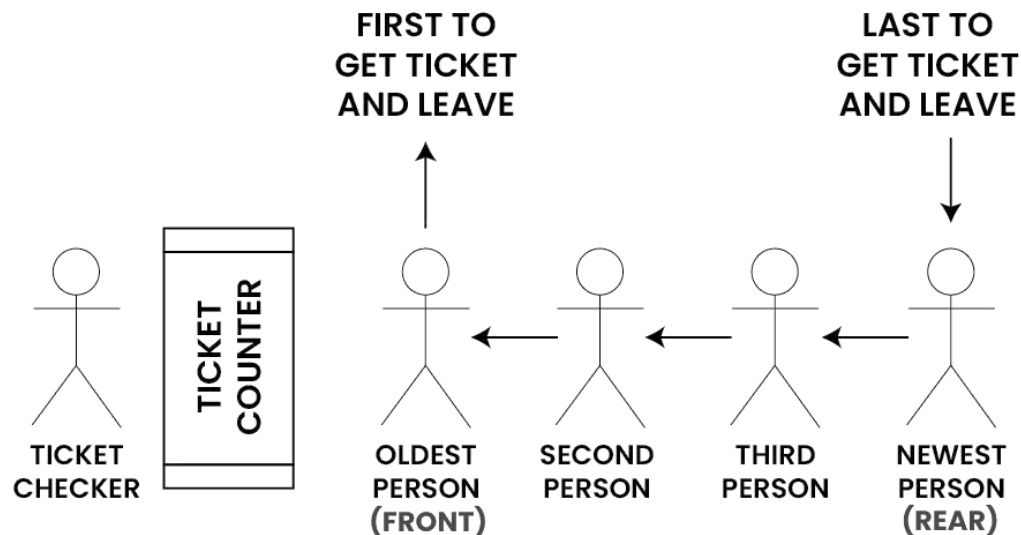 FIRST TO
GET TICKET
AND LEAVE
LAST TO
GET TICKET
AND LEAVE
TICKET
COUNTER
TICKET
CHECKER
OLDEST
PERSON
(FRONT)
SECOND
PERSON
THIRD
PERSON
NEWEST
PERSON
(REAR)